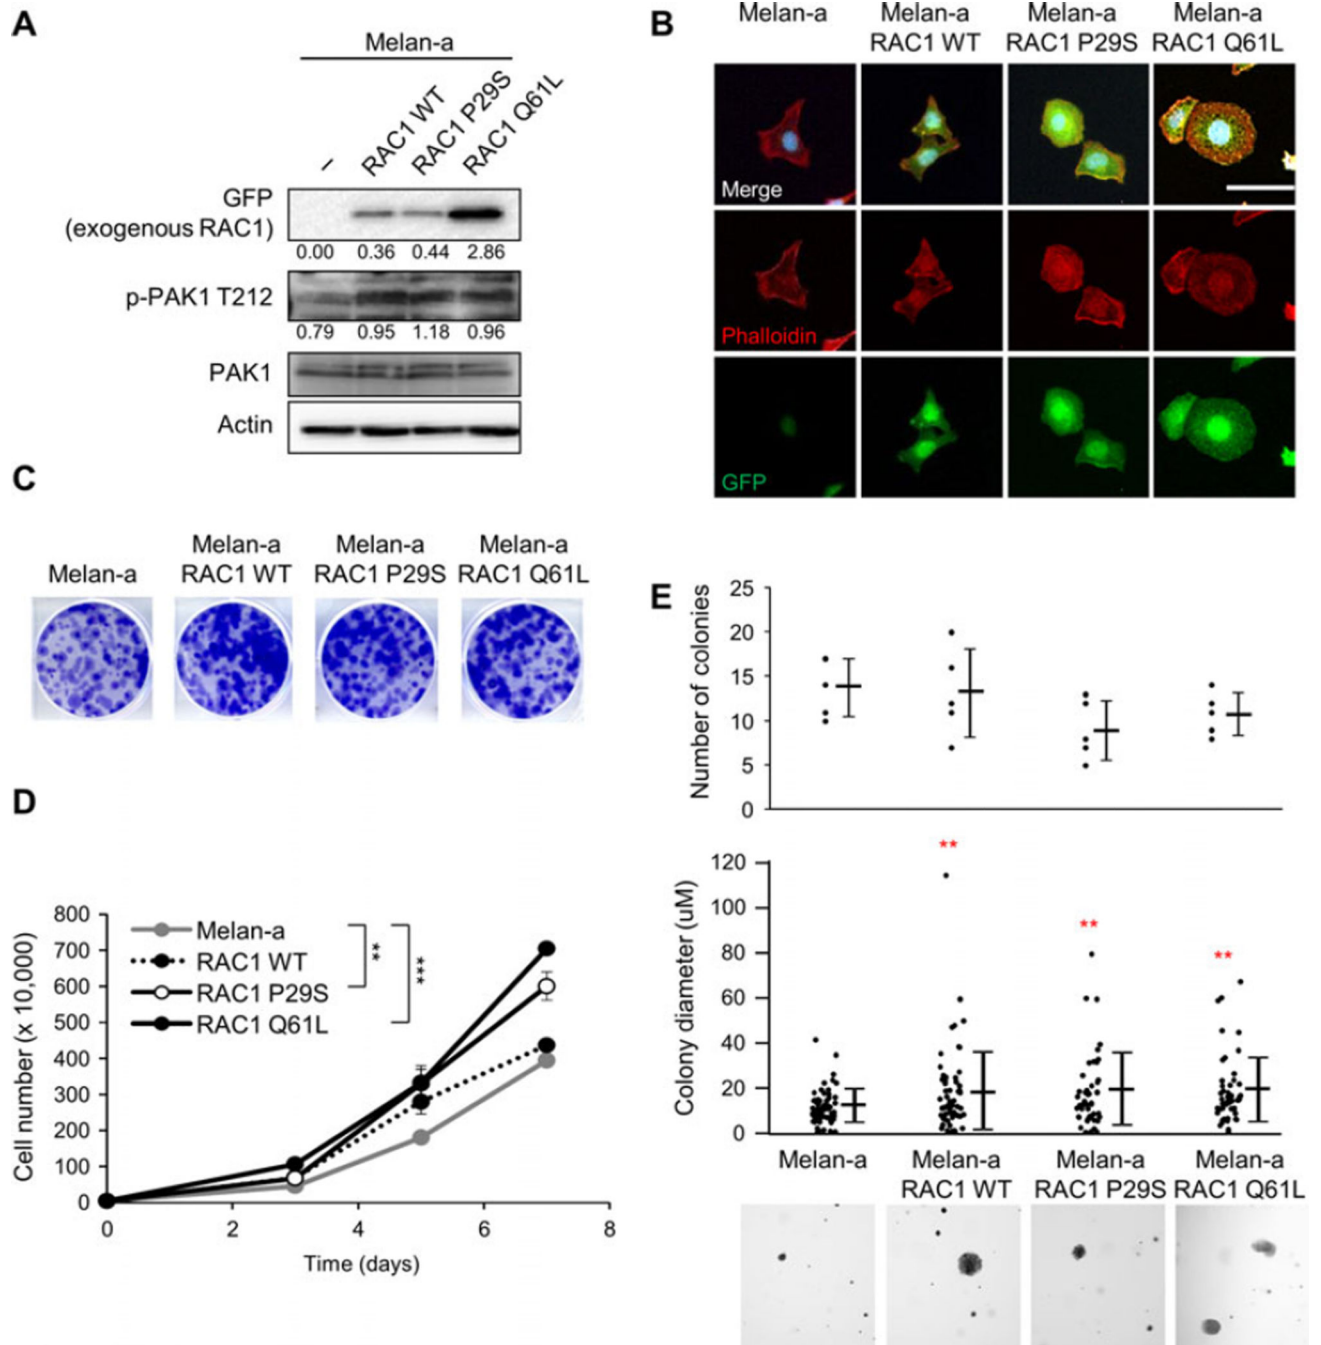 A
Melan-a
–
RAC1 WT
RAC1 P29S
RAC1 Q61L
GFP
(exogenous RAC1)
0.00 0.36 0.44 2.86
p-PAK1 T212
0.79 0.95 1.18 0.96
PAK1
Actin
B
Melan-a
Melan-a
RAC1 WT
Melan-a
RAC1 P29S
Melan-a
RAC1 Q61L
Merge
Phalloidin
GFP
C
Melan-a
Melan-a
RAC1 WT
Melan-a
RAC1 P29S
Melan-a
RAC1 Q61L
D
Cell number (x 10,000)
800
700
600
500
400
300
200
100
0
Melan-a
RAC1 WT
RAC1 P29S
RAC1 Q61L
**
***
0 2 4 6 8
Time (days)
E
Number of colonies
25
20
15
10
5
0
Colony diameter (uM)
120
100
80
60
40
20
0
**
**
**
Melan-a
Melan-a
RAC1 WT
Melan-a
RAC1 P29S
Melan-a
RAC1 Q61L